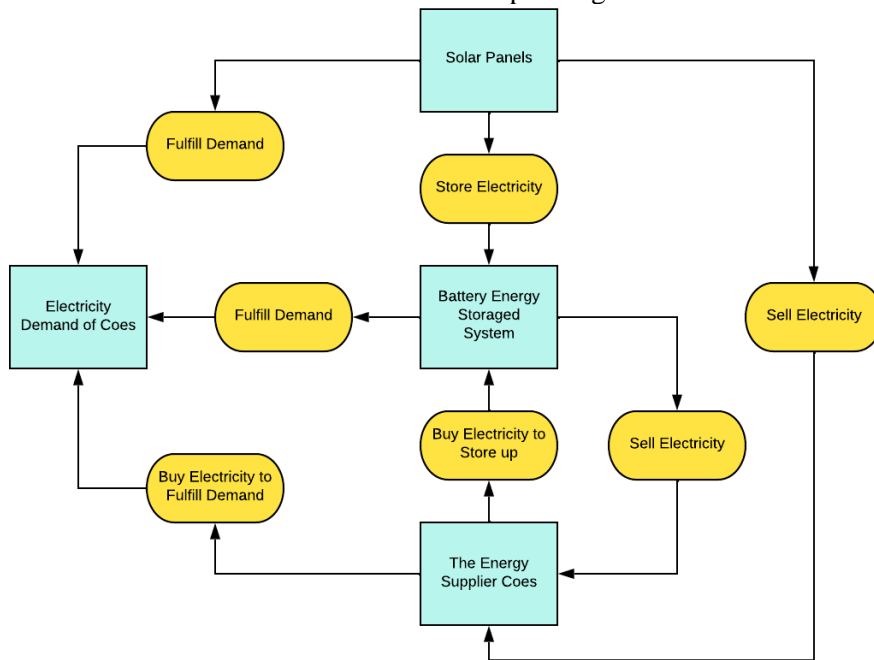 Solar Panels
Fulfill Demand
Store Electricity
Electricity
Demand of Coes
Fulfill Demand
Battery Energy
Storaged
System
Sell Electricity
Buy Electricity to
Store up
Sell Electricity
Buy Electricity to
Fulfill Demand
The Energy
Supplier Coes